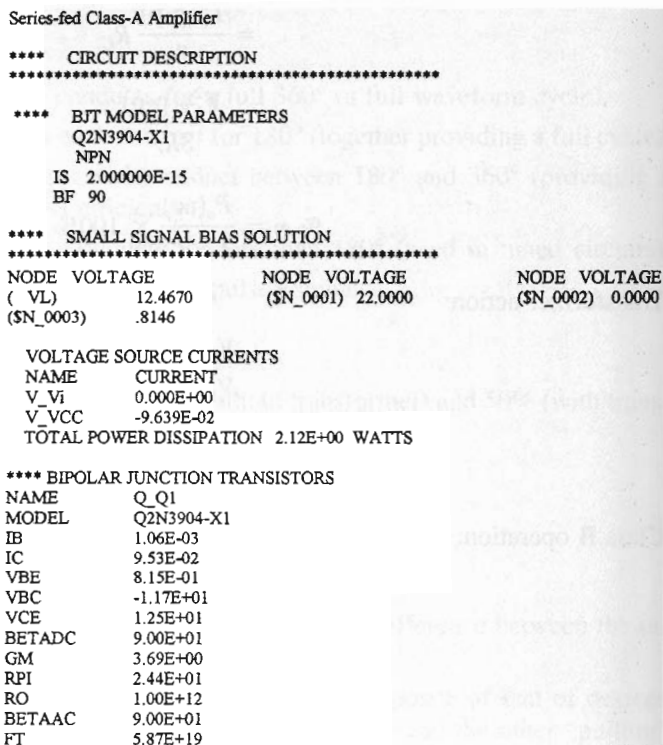 Series-fed Class-A Amplifier
**** CIRCUIT DESCRIPTION
***********************************************
**** BJT MODEL PARAMETERS
Q2N3904-X1
NPN
IS 2.000000E-15
BF 90
**** SMALL SIGNAL BIAS SOLUTION
***********************************************
NODE VOLTAGE NODE VOLTAGE NODE VOLTAGE
( VL) 12.4670 ($N_0001) 22.0000 ($N_0002) 0.0000
($N_0003) .8146
VOLTAGE SOURCE CURRENTS
NAME CURRENT
V_Vi 0.000E+00
V_VCC -9.639E-02
TOTAL POWER DISSIPATION 2.12E+00 WATTS
**** BIPOLAR JUNCTION TRANSISTORS
NAME Q_Q1
MODEL Q2N3904-X1
IB 1.06E-03
IC 9.53E-02
VBE 8.15E-01
VBC -1.17E+01
VCE 1.25E+01
BETADC 9.00E+01
GM 3.69E+00
RPI 2.44E+01
RO 1.00E+12
BETAAC 9.00E+01
FT 5.87E+19